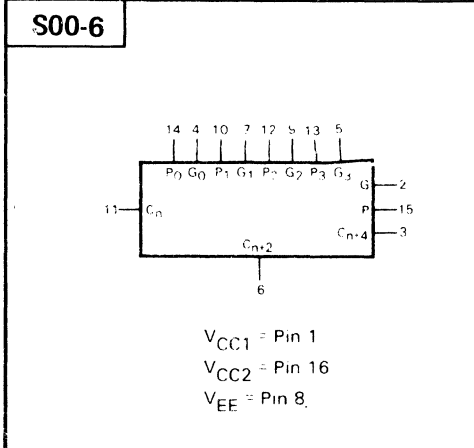 S00-6
14 4 10 7 12 9 13 5
P0 G0 P1 G1 P2 G2 P3 G3
G 2
11 Cn P 15
Cn+4 3
Cn+2
6
VCC1 = Pin 1
VCC2 = Pin 16
VEE = Pin 8